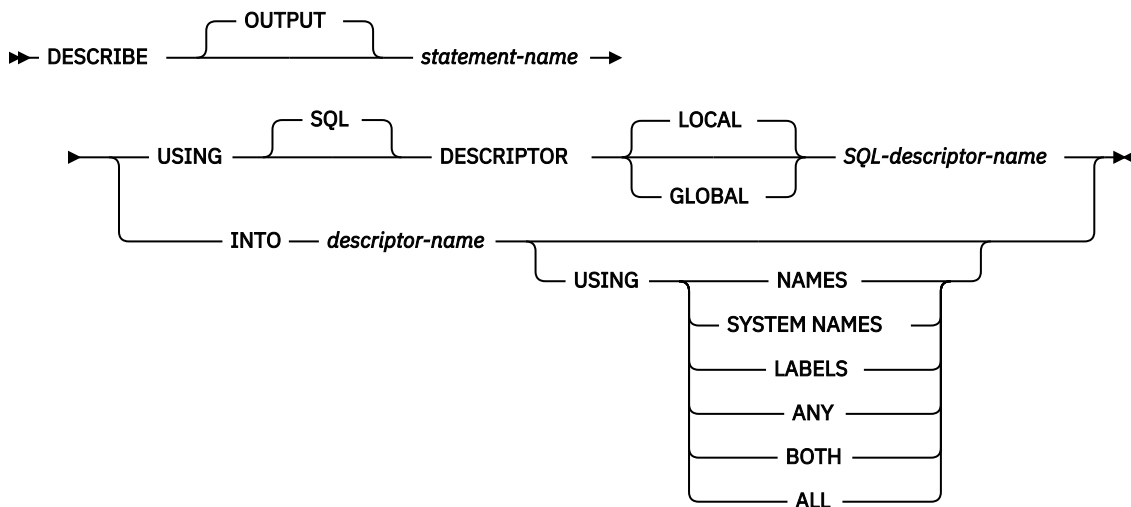 OUTPUT
DESCRIBE statement-name
SQL LOCAL
USING DESCRIPTOR SQL-descriptor-name
GLOBAL
INTO descriptor-name
USING NAMES
SYSTEM NAMES
LABELS
ANY
BOTH
ALL